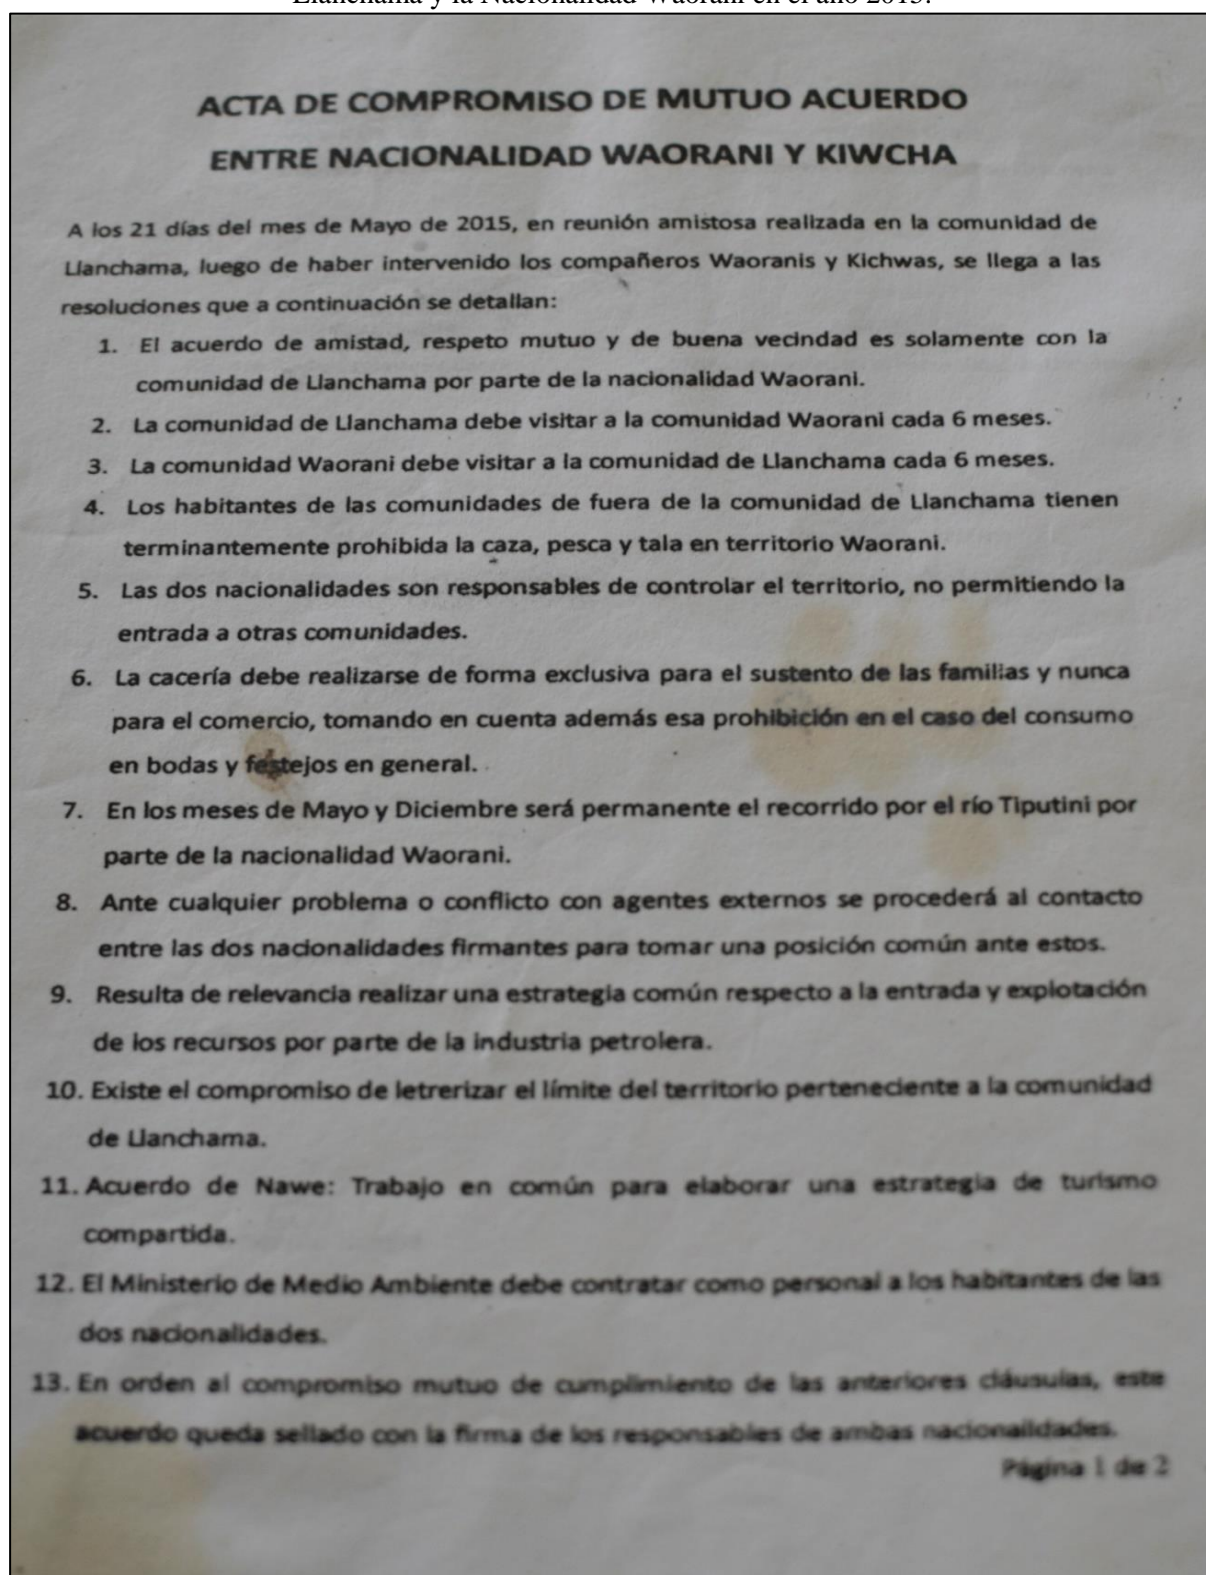 Llanchama y la Nacionalidad Waorani en el año 2015.
ACTA DE COMPROMISO DE MUTUO ACUERDO
ENTRE NACIONALIDAD WAORANI Y KIWCHA
A los 21 días del mes de Mayo de 2015, en reunión amistosa realizada en la comunidad de
Llanchama, luego de haber intervenido los compañeros Waoranis y Kichwas, se llega a las
resoluciones que a continuación se detallan:
1. El acuerdo de amistad, respeto mutuo y de buena vecindad es solamente con la
comunidad de Llanchama por parte de la nacionalidad Waorani.
2. La comunidad de Llanchama debe visitar a la comunidad Waorani cada 6 meses.
3. La comunidad Waorani debe visitar a la comunidad de Llanchama cada 6 meses.
4. Los habitantes de las comunidades de fuera de la comunidad de Llanchama tienen
terminantemente prohibida la caza, pesca y tala en territorio Waorani.
5. Las dos nacionalidades son responsables de controlar el territorio, no permitiendo la
entrada a otras comunidades.
6. La cacería debe realizarse de forma exclusiva para el sustento de las familias y nunca
para el comercio, tomando en cuenta además esa prohibición en el caso del consumo
en bodas y festejos en general.
7. En los meses de Mayo y Diciembre será permanente el recorrido por el río Tiputini por
parte de la nacionalidad Waorani.
8. Ante cualquier problema o conflicto con agentes externos se procederá al contacto
entre las dos nacionalidades firmantes para tomar una posición común ante estos.
9. Resulta de relevancia realizar una estrategia común respecto a la entrada y explotación
de los recursos por parte de la industria petrolera.
10. Existe el compromiso de letrerizar el límite del territorio perteneciente a la comunidad
de Llanchama.
11. Acuerdo de Nawe: Trabajo en común para elaborar una estrategia de turismo
compartida.
12. El Ministerio de Medio Ambiente debe contratar como personal a los habitantes de las
dos nacionalidades.
13. En orden al compromiso mutuo de cumplimiento de las anteriores cláusulas, este
acuerdo queda sellado con la firma de los responsables de ambas nacionalidades.
Página 1 de 2